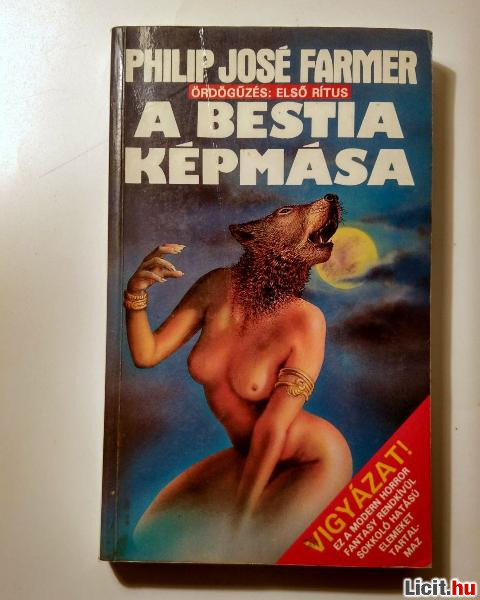 PHILIP JOSÉ FARMER
ÖRDÖGŰZÉS: ELSŐ RÍTUS
A BESTIA
KÉPMÁSA
VIGYÁZAT!
EZ A MODERN HORROR
FANTASY RENDKÍVÜL
SOKKOLÓ HATÁSÚ
ELEMEKET
TARTAL-
MAZ
Licit.hu